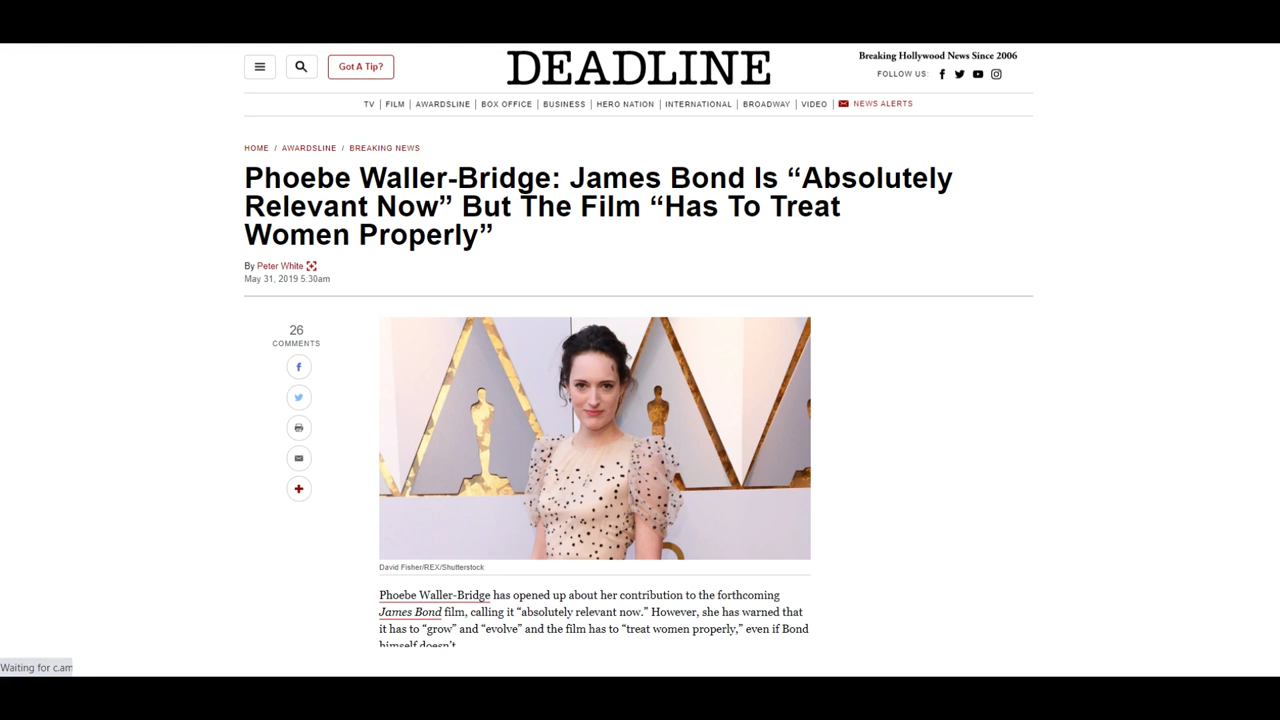 Got A Tip?
DEADLINE
Breaking Hollywood News Since 2006
FOLLOW US:
TV | FILM | AWARDSLINE | BOX OFFICE | BUSINESS | HERO NATION | INTERNATIONAL | BROADWAY | VIDEO | NEWS ALERTS
HOME / AWARDSLINE / BREAKING NEWS
Phoebe Waller-Bridge: James Bond Is “Absolutely
Relevant Now” But The Film “Has To Treat
Women Properly”
By Peter White
May 31, 2019 5:30am
26
COMMENTS
David Fisher/REX/Shutterstock
Phoebe Waller-Bridge has opened up about her contribution to the forthcoming
James Bond film, calling it “absolutely relevant now.” However, she has warned that
it has to “grow” and “evolve” and the film has to “treat women properly,” even if Bond
himself doesn’t.
Waiting for c.am